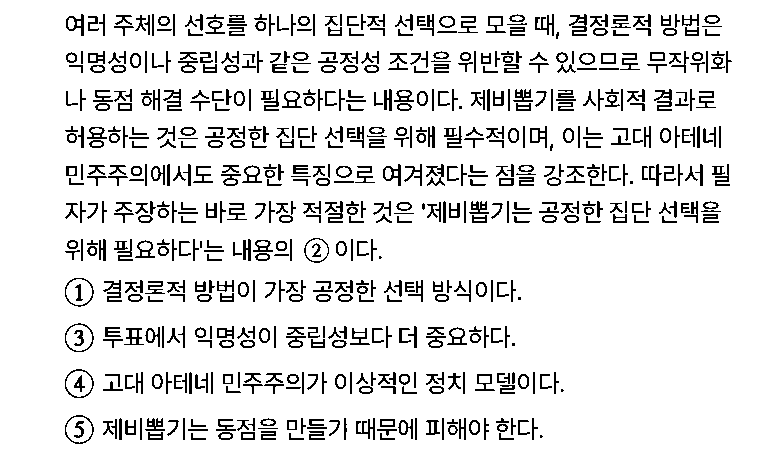 여러 주체의 선호를 하나의 집단적 선택으로 모을 때, 결정론적 방법은
익명성이나 중립성과 같은 공정성 조건을 위반할 수 있으므로 무작위화
나 동점 해결 수단이 필요하다는 내용이다. 제비뽑기를 사회적 결과로
허용하는 것은 공정한 집단 선택을 위해 필수적이며, 이는 고대 아테네
민주주의에서도 중요한 특징으로 여겨졌다는 점을 강조한다. 따라서 필
자가 주장하는 바로 가장 적절한 것은 '제비뽑기는 공정한 집단 선택을
위해 필요하다'는 내용의 ②이다.
① 결정론적 방법이 가장 공정한 선택 방식이다.
③ 투표에서 익명성이 중립성보다 더 중요하다.
④ 고대 아테네 민주주의가 이상적인 정치 모델이다.
⑤ 제비뽑기는 동점을 만들기 때문에 피해야 한다.